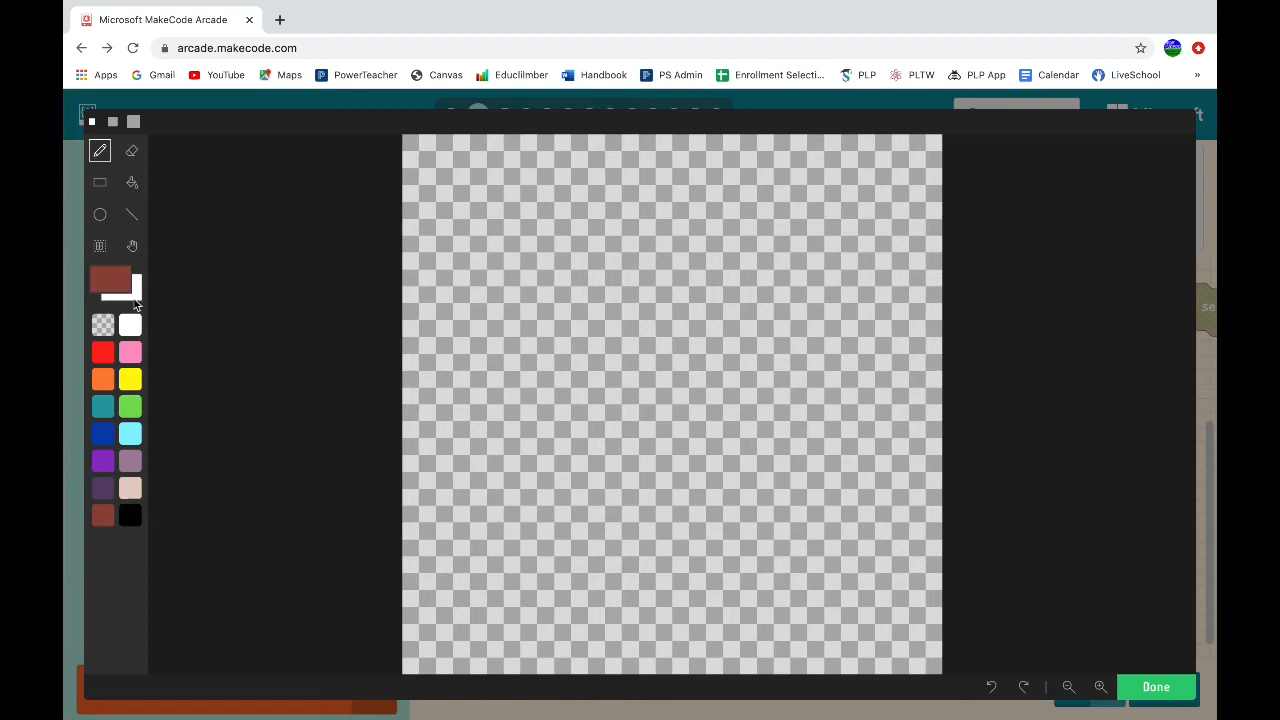 Microsoft MakeCode Arcade
arcade.makecode.com
Apps Gmail YouTube Maps PowerTeacher Canvas Educlimber Handbook PS Admin Enrollment Selecti... PLP PLTW PLP App Calendar LiveSchool »
se
Done